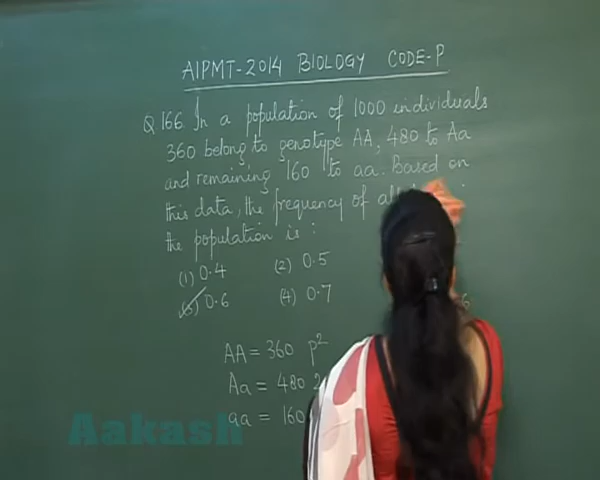 AIPMT-2014 BIOLOGY CODE-P
Q 166. In a population of 1000 individuals
360 belong to genotype AA, 480 to Aa
and remaining 160 to aa. Based on
this data, the frequency of
the population is :
(1) 0.4 (2) 0.5
(3) 0.6 (4) 0.7
6
AA = 360 p²
Aa = 480 2
aa = 160
Aakash